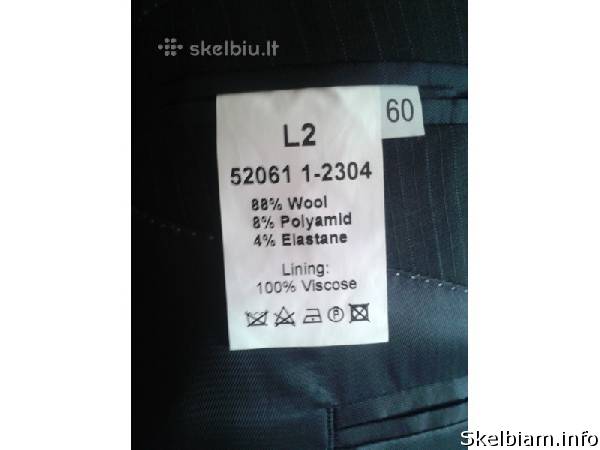 skelbiu.lt
60
L2
52061 1-2304
88% Wool
8% Polyamid
4% Elastane
Lining:
100% Viscose
P
Skelbiam.info